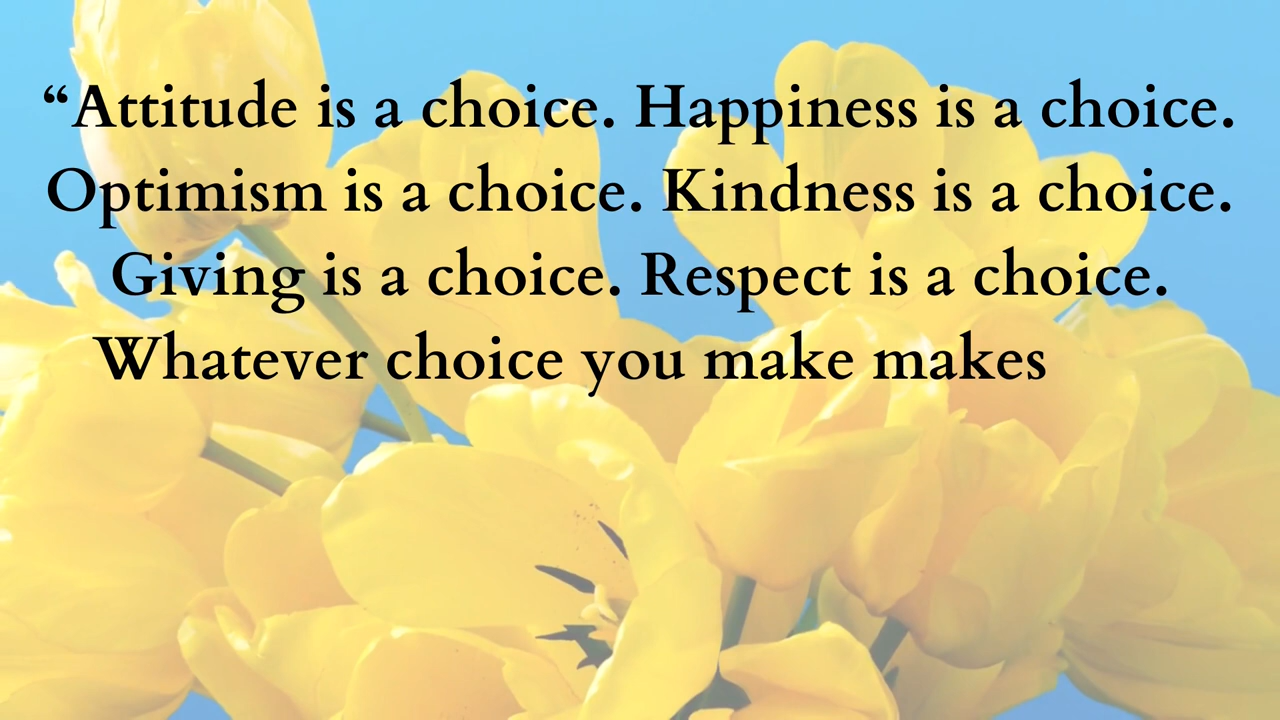 “Attitude is a choice. Happiness is a choice.
Optimism is a choice. Kindness is a choice.
Giving is a choice. Respect is a choice.
Whatever choice you make makes